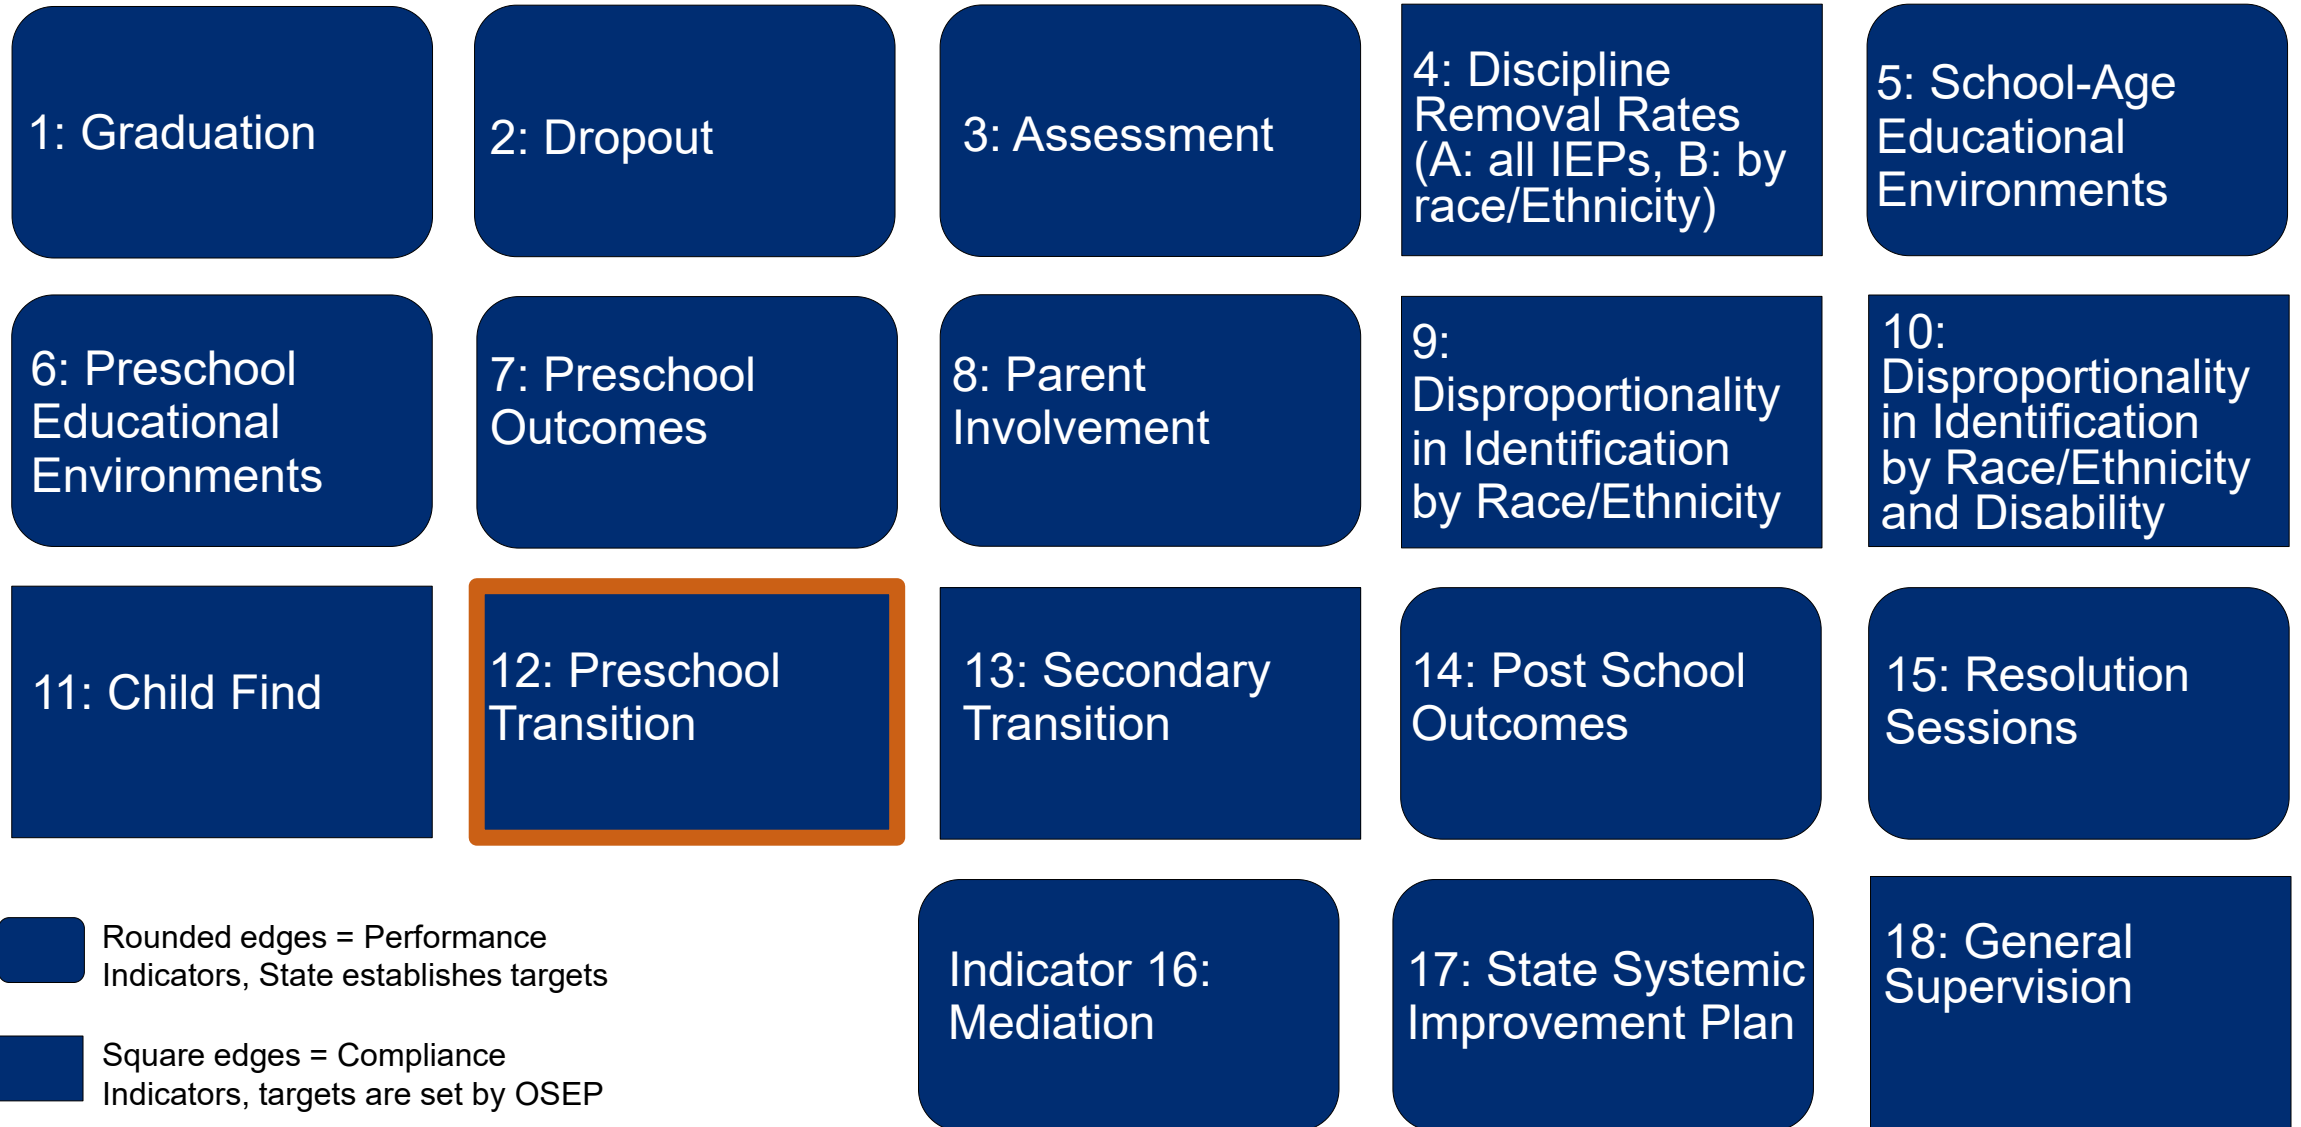 1: Graduation
2: Dropout
3: Assessment
4: Discipline
Removal Rates
(A: all IEPs, B: by
race/Ethnicity)
5: School-Age
Educational
Environments
6: Preschool
Educational
Environments
7: Preschool
Outcomes
8: Parent
Involvement
9:
Disproportionality
in Identification
by Race/Ethnicity
10:
Disproportionality
in Identification
by Race/Ethnicity
and Disability
11: Child Find
12: Preschool
Transition
13: Secondary
Transition
14: Post School
Outcomes
15: Resolution
Sessions
Rounded edges = Performance
Indicators, State establishes targets
Square edges = Compliance
Indicators, targets are set by OSEP
Indicator 16:
Mediation
17: State Systemic
Improvement Plan
18: General
Supervision